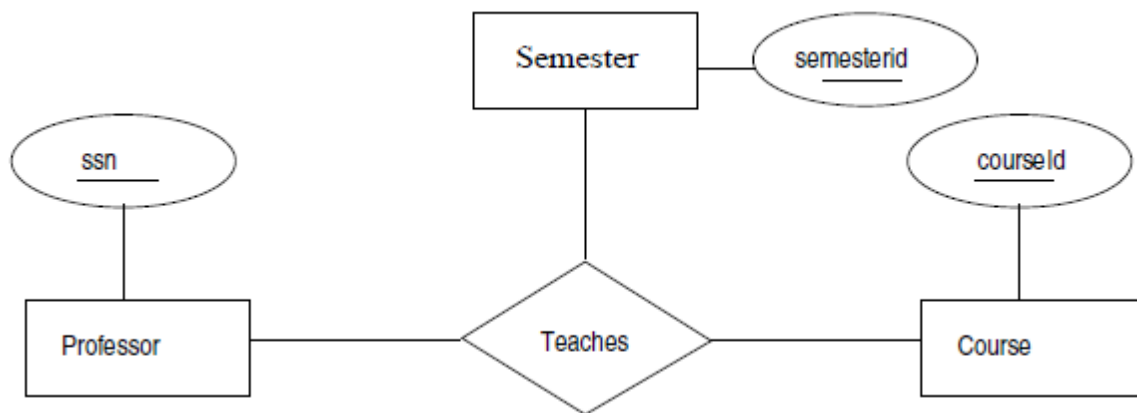 Semester
semesterid
ssn
courseId
Professor
Teaches
Course